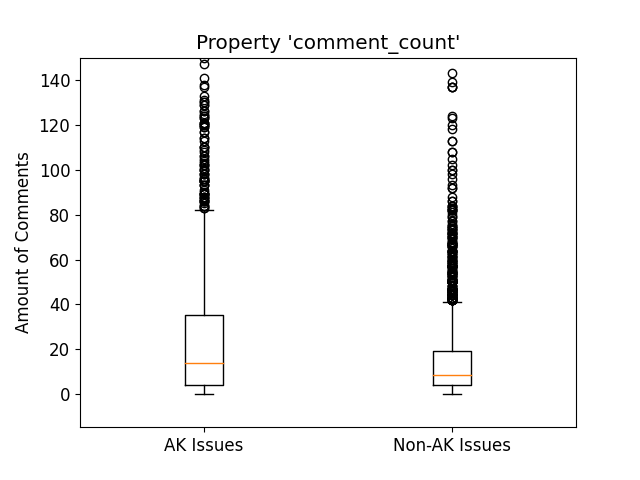 Property 'comment_count'
Amount of Comments
140
120
100
80
60
40
20
0
AK Issues
Non-AK Issues